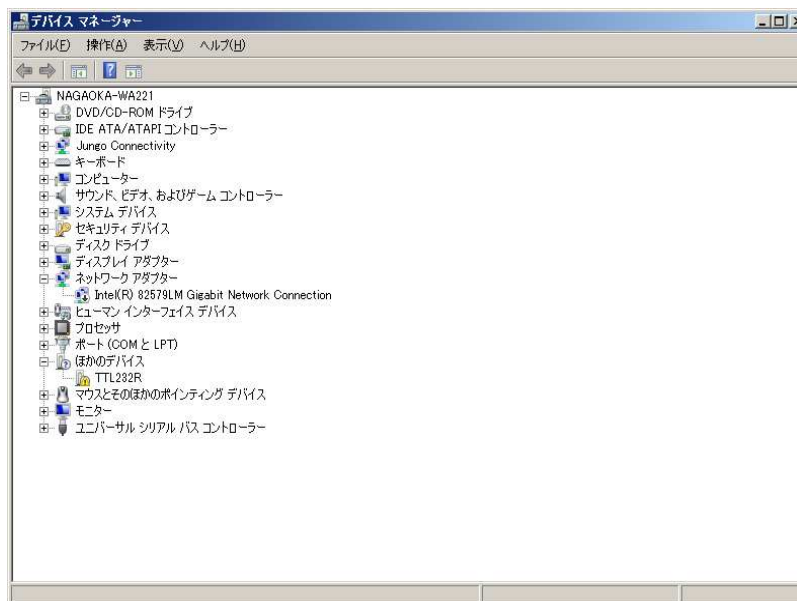 デバイス マネージャー
ファイル(F) 操作(A) 表示(V) ヘルプ(H)
NAGAOKA-WA221
DVD/CD-ROM ドライブ
IDE ATA/ATAPI コントローラー
Jungo Connectivity
キーボード
コンピューター
サウンド、ビデオ、およびゲーム コントローラー
システム デバイス
セキュリティ デバイス
ディスク ドライブ
ディスプレイ アダプター
ネットワーク アダプター
Intel(R) 82579LM Gigabit Network Connection
ヒューマン インターフェイス デバイス
プロセッサ
ポート (COM と LPT)
ほかのデバイス
TTL232R
マウスとそのほかのポインティング デバイス
モニター
ユニバーサル シリアル バス コントローラー